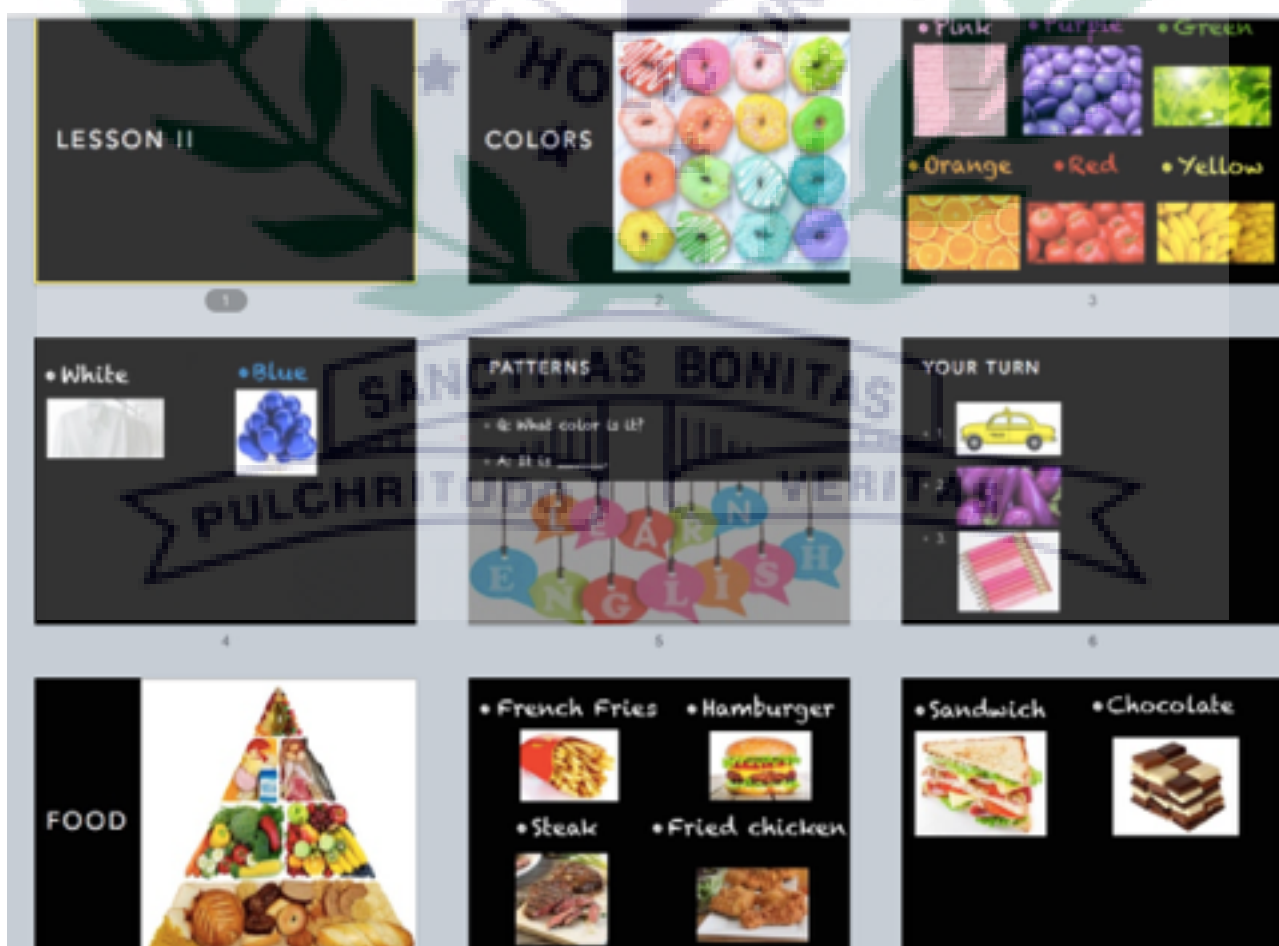 LESSON II
COLORS
• Pink • Purple • Green
• Orange • Red • Yellow
1
2
3
• White • Blue
PATTERNS
• Q: What color is it?
• A: It is _____.
LEARN
ENGLISH
YOUR TURN
• 1.
• 2.
• 3.
4
5
6
FOOD
• French Fries • Hamburger
• Steak • Fried chicken
• Sandwich • Chocolate
SANCTITAS BONITAS
PULCHRITUDO VERITAS